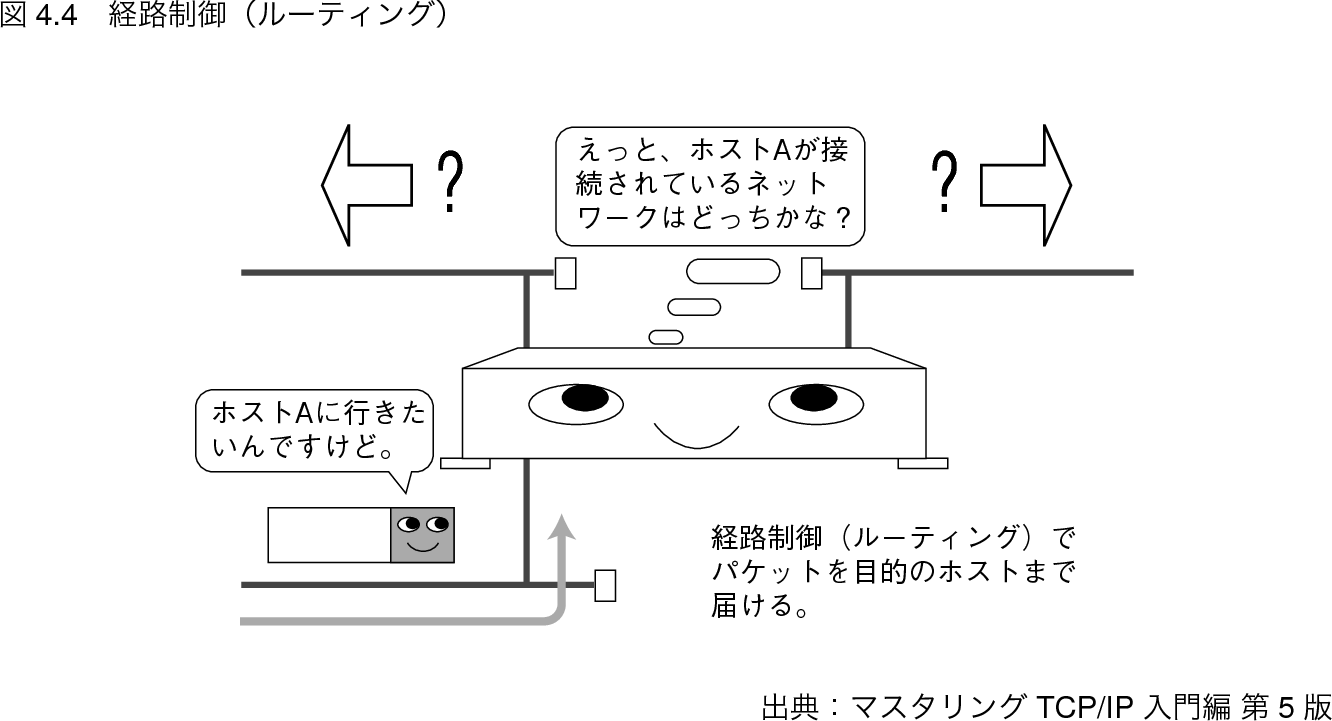 図 4.4　経路制御（ルーティング）
?
えっと、ホストAが接
続されているネット
ワークはどっちかな？
?
ホストAに行きた
いんですけど。
経路制御（ルーティング）で
パケットを目的のホストまで
届ける。
出典：マスタリング TCP/IP 入門編 第 5 版